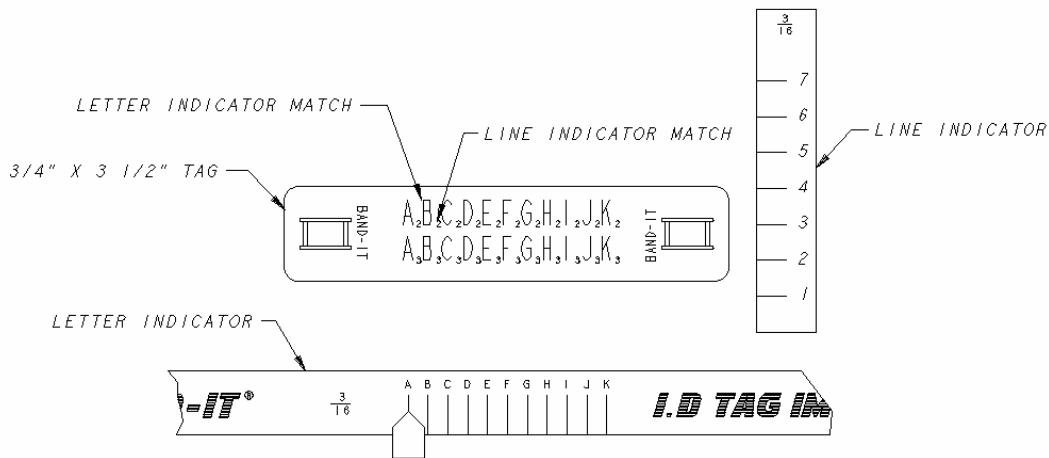 3
16
7
6
5
4
3
2
1
LINE INDICATOR
LETTER INDICATOR MATCH
LINE INDICATOR MATCH
3/4" X 3 1/2" TAG
BAND-IT
A2B2C2D2E2F2G2H2I2J2K2
A3B3C3D3E3F3G3H3I3J3K3
BAND-IT
LETTER INDICATOR
-IT®
3
16
A B C D E F G H I J K
I.D TAG IM